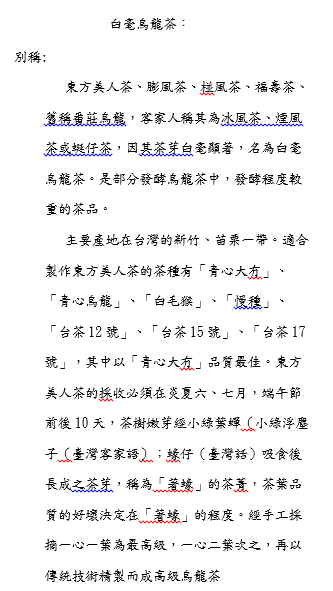 白毫烏龍茶：
別稱:
東方美人茶、膨風茶、椪風茶、福壽茶、
舊稱番莊烏龍，客家人稱其為冰風茶、煙風
茶或蜒仔茶，因其茶芽白毫顯著，名為白毫
烏龍茶。是部分發酵烏龍茶中，發酵程度較
重的茶品。
主要產地在台灣的新竹、苗栗一帶。適合
製作東方美人茶的茶種有「青心大冇」、
「青心烏龍」、「白毛猴」、「慢種」、
「台茶 12 號」、「台茶 15 號」、「台茶 17
號」，其中以「青心大冇」品質最佳。東方
美人茶的採收必須在炎夏六、七月，端午節
前後 10 天，茶樹嫩芽經小綠葉蟬（小綠浮塵
子（臺灣客家語）；蝝仔（臺灣話）吸食後
長成之茶芽，稱為「著蝝」的茶菁，茶葉品
質的好壞決定在「著蝝」的程度。經手工採
摘一心一葉為最高級，一心二葉次之，再以
傳統技術精製而成高級烏龍茶